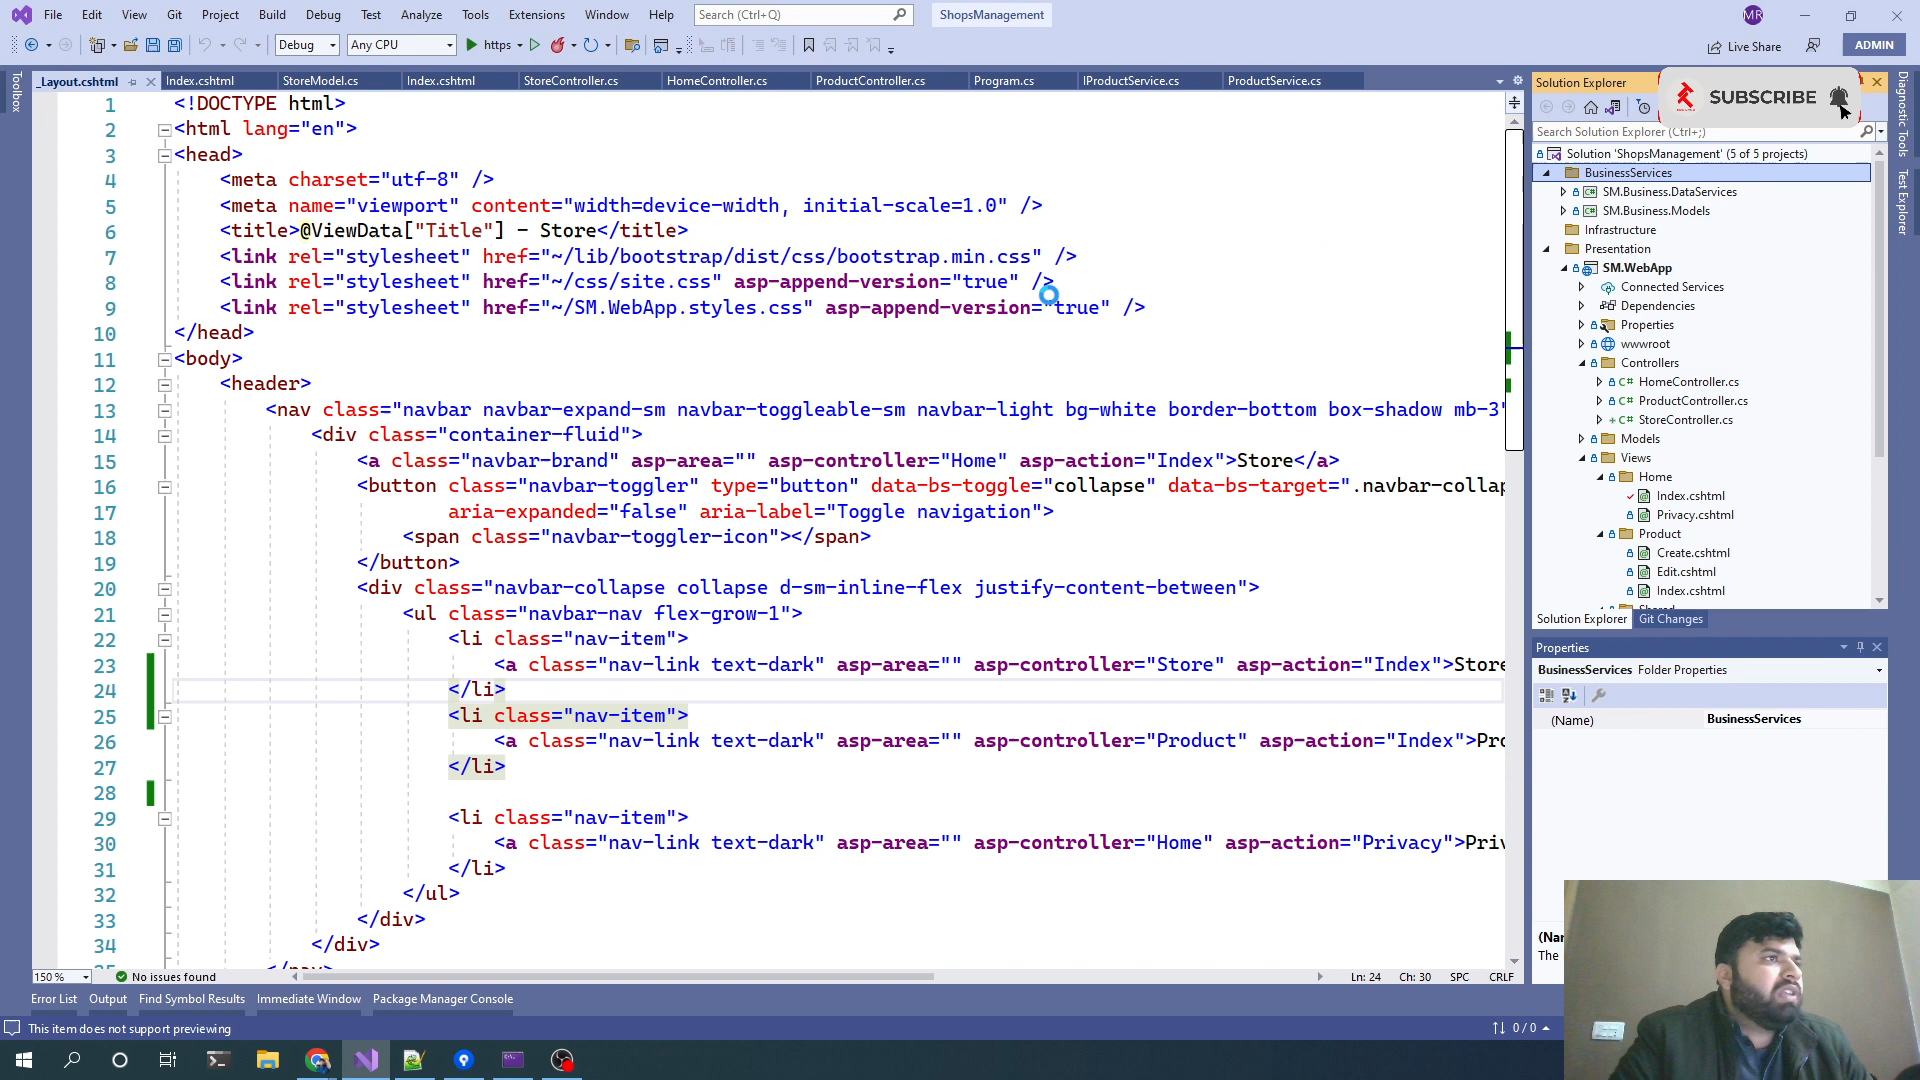 File Edit View Git Project Build Debug Test Analyze Tools Extensions Window Help Search (Ctrl+Q) ShopsManagement MR
Debug Any CPU https Live Share ADMIN
_Layout.cshtml Index.cshtml StoreModel.cs Index.cshtml StoreController.cs HomeController.cs ProductController.cs Program.cs IProductService.cs ProductService.cs
Toolbox
1 <!DOCTYPE html>
2 <html lang="en">
3 <head>
4 <meta charset="utf-8" />
5 <meta name="viewport" content="width=device-width, initial-scale=1.0" />
6 <title>@ViewData["Title"] - Store</title>
7 <link rel="stylesheet" href="~/lib/bootstrap/dist/css/bootstrap.min.css" />
8 <link rel="stylesheet" href="~/css/site.css" asp-append-version="true" />
9 <link rel="stylesheet" href="~/SM.WebApp.styles.css" asp-append-version="true" />
10 </head>
11 <body>
12 <header>
13 <nav class="navbar navbar-expand-sm navbar-toggleable-sm navbar-light bg-white border-bottom box-shadow mb-3"
14 <div class="container-fluid">
15 <a class="navbar-brand" asp-area="" asp-controller="Home" asp-action="Index">Store</a>
16 <button class="navbar-toggler" type="button" data-bs-toggle="collapse" data-bs-target=".navbar-collap
17 aria-expanded="false" aria-label="Toggle navigation">
18 <span class="navbar-toggler-icon"></span>
19 </button>
20 <div class="navbar-collapse collapse d-sm-inline-flex justify-content-between">
21 <ul class="navbar-nav flex-grow-1">
22 <li class="nav-item">
23 <a class="nav-link text-dark" asp-area="" asp-controller="Store" asp-action="Index">Store
24 </li>
25 <li class="nav-item">
26 <a class="nav-link text-dark" asp-area="" asp-controller="Product" asp-action="Index">Pro
27 </li>
28
29 <li class="nav-item">
30 <a class="nav-link text-dark" asp-area="" asp-controller="Home" asp-action="Privacy">Priv
31 </li>
32 </ul>
33 </div>
34 </div>
150 % No issues found Ln: 24 Ch: 30 SPC CRLF
Error List Output Find Symbol Results Immediate Window Package Manager Console
This item does not support previewing 0 / 0
Solution Explorer
SUBSCRIBE
Search Solution Explorer (Ctrl+;)
Solution 'ShopsManagement' (5 of 5 projects)
BusinessServices
C# SM.Business.DataServices
C# SM.Business.Models
Infrastructure
Presentation
SM.WebApp
Connected Services
Dependencies
Properties
wwwroot
Controllers
C# HomeController.cs
C# ProductController.cs
C# StoreController.cs
Models
Views
Home
Index.cshtml
Privacy.cshtml
Product
Create.cshtml
Edit.cshtml
Index.cshtml
Shared
Solution Explorer Git Changes
Properties
BusinessServices Folder Properties
(Name) BusinessServices
(Nar
The
Diagnostic Tools
Test Explorer